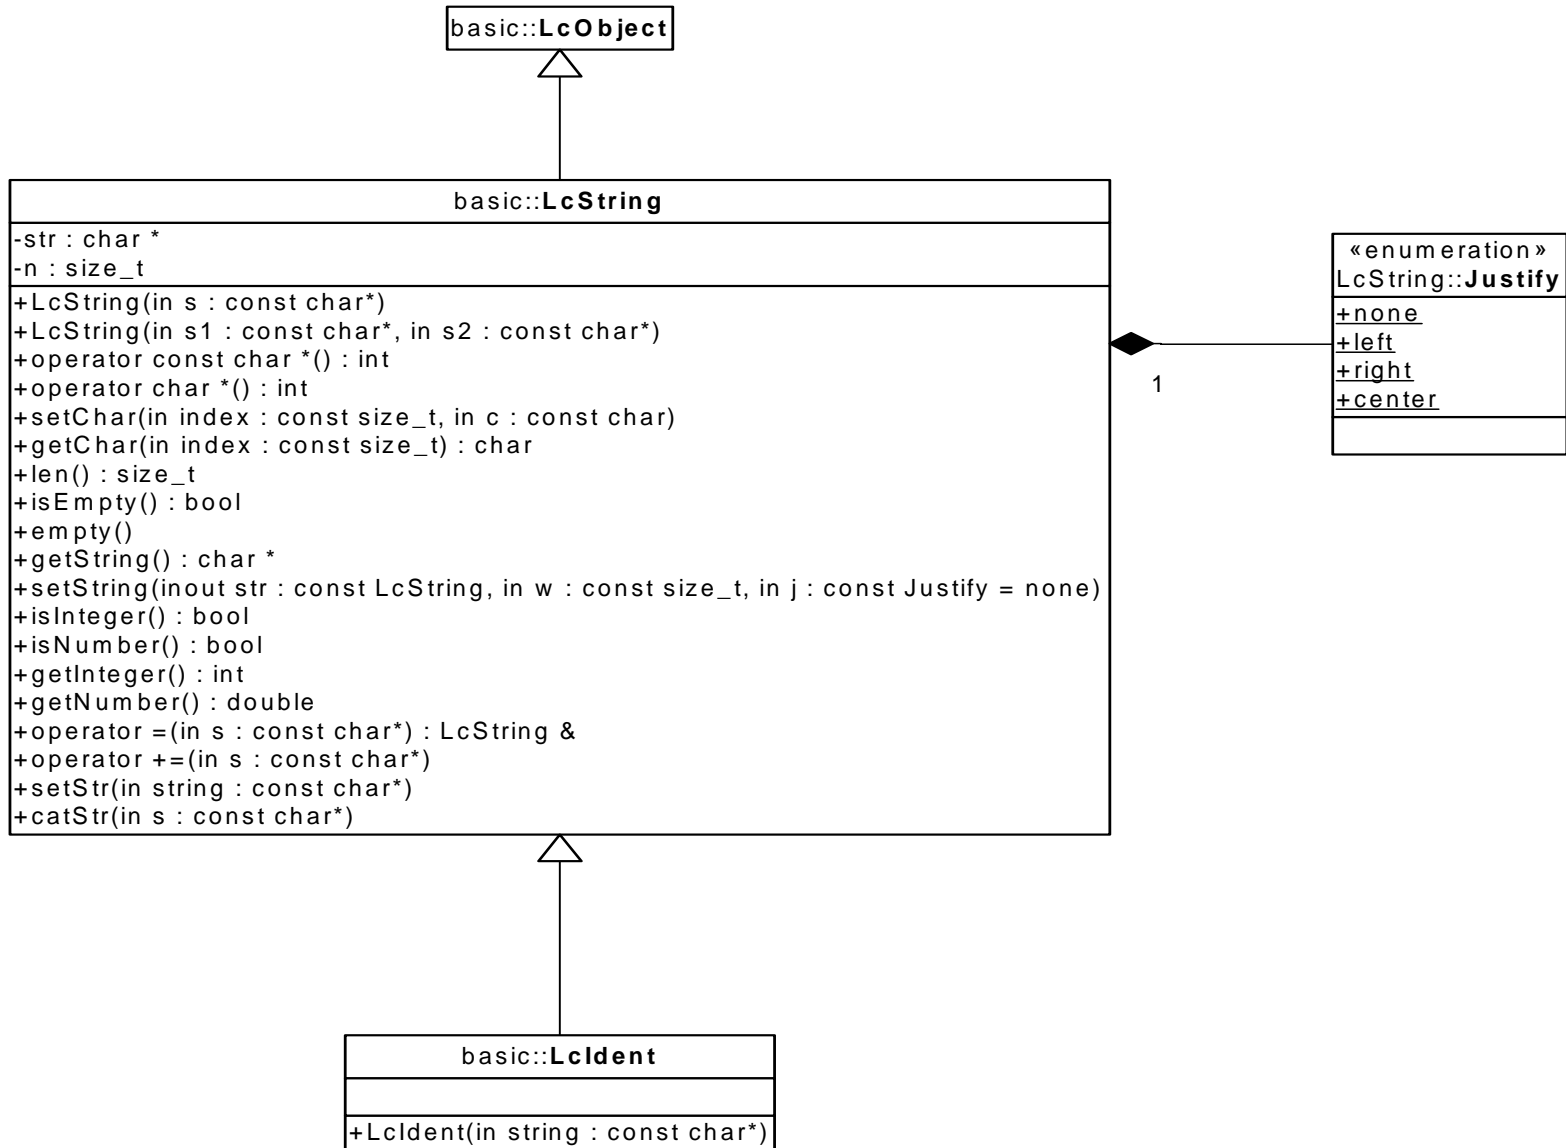 basic::LcObject
basic::LcString
-str : char *
-n : size_t
+LcString(in s : const char*)
+LcString(in s1 : const char*, in s2 : const char*)
+operator const char *() : int
+operator char *() : int
+setChar(in index : const size_t, in c : const char)
+getChar(in index : const size_t) : char
+len() : size_t
+isEmpty() : bool
+empty()
+getString() : char *
+setString(inout str : const LcString, in w : const size_t, in j : const Justify = none)
+isInteger() : bool
+isNumber() : bool
+getInteger() : int
+getNumber() : double
+operator =(in s : const char*) : LcString &
+operator +=(in s : const char*)
+setStr(in string : const char*)
+catStr(in s : const char*)
1
«enumeration»
LcString::Justify
+none
+left
+right
+center
basic::LcIdent
+LcIdent(in string : const char*)